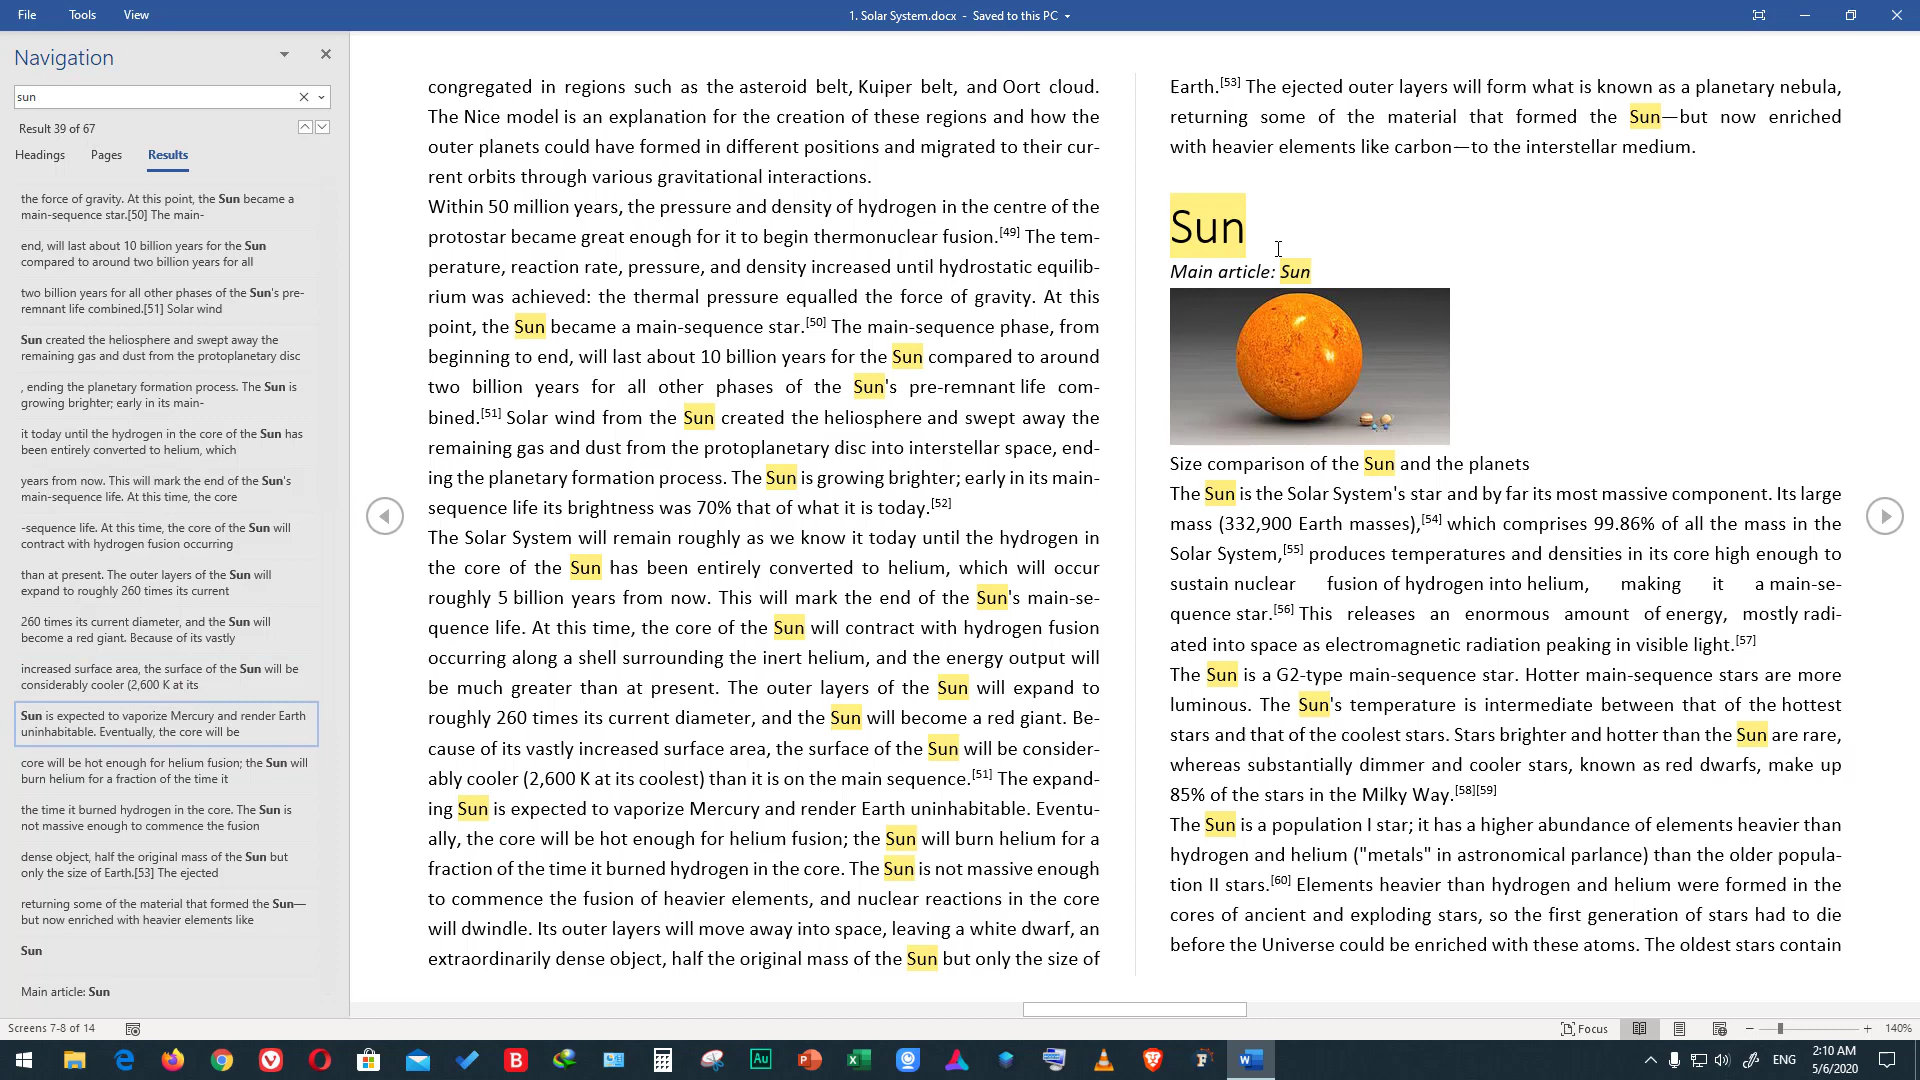 File
Tools
View
1. Solar System.docx - Saved to this PC
Navigation
sun
Result 39 of 67
Headings
Pages
Results
the force of gravity. At this point, the Sun became a
main-sequence star.[50] The main-
end, will last about 10 billion years for the Sun
compared to around two billion years for all
two billion years for all other phases of the Sun's pre-
remnant life combined.[51] Solar wind
Sun created the heliosphere and swept away the
remaining gas and dust from the protoplanetary disc
, ending the planetary formation process. The Sun is
growing brighter; early in its main-
it today until the hydrogen in the core of the Sun has
been entirely converted to helium, which
years from now. This will mark the end of the Sun's
main-sequence life. At this time, the core
-sequence life. At this time, the core of the Sun will
contract with hydrogen fusion occurring
than at present. The outer layers of the Sun will
expand to roughly 260 times its current
260 times its current diameter, and the Sun will
become a red giant. Because of its vastly
increased surface area, the surface of the Sun will be
considerably cooler (2,600 K at its
Sun is expected to vaporize Mercury and render Earth
uninhabitable. Eventually, the core will be
core will be hot enough for helium fusion; the Sun will
burn helium for a fraction of the time it
the time it burned hydrogen in the core. The Sun is
not massive enough to commence the fusion
dense object, half the original mass of the Sun but
only the size of Earth.[53] The ejected
returning some of the material that formed the Sun—
but now enriched with heavier elements like
Sun
Main article: Sun
congregated in regions such as the asteroid belt, Kuiper belt, and Oort cloud.
The Nice model is an explanation for the creation of these regions and how the
outer planets could have formed in different positions and migrated to their cur-
rent orbits through various gravitational interactions.
Within 50 million years, the pressure and density of hydrogen in the centre of the
protostar became great enough for it to begin thermonuclear fusion.[49] The tem-
perature, reaction rate, pressure, and density increased until hydrostatic equilib-
rium was achieved: the thermal pressure equalled the force of gravity. At this
point, the Sun became a main-sequence star.[50] The main-sequence phase, from
beginning to end, will last about 10 billion years for the Sun compared to around
two billion years for all other phases of the Sun's pre-remnant life com-
bined.[51] Solar wind from the Sun created the heliosphere and swept away the
remaining gas and dust from the protoplanetary disc into interstellar space, end-
ing the planetary formation process. The Sun is growing brighter; early in its main-
sequence life its brightness was 70% that of what it is today.[52]
The Solar System will remain roughly as we know it today until the hydrogen in
the core of the Sun has been entirely converted to helium, which will occur
roughly 5 billion years from now. This will mark the end of the Sun's main-se-
quence life. At this time, the core of the Sun will contract with hydrogen fusion
occurring along a shell surrounding the inert helium, and the energy output will
be much greater than at present. The outer layers of the Sun will expand to
roughly 260 times its current diameter, and the Sun will become a red giant. Be-
cause of its vastly increased surface area, the surface of the Sun will be consider-
ably cooler (2,600 K at its coolest) than it is on the main sequence.[51] The expand-
ing Sun is expected to vaporize Mercury and render Earth uninhabitable. Eventu-
ally, the core will be hot enough for helium fusion; the Sun will burn helium for a
fraction of the time it burned hydrogen in the core. The Sun is not massive enough
to commence the fusion of heavier elements, and nuclear reactions in the core
will dwindle. Its outer layers will move away into space, leaving a white dwarf, an
extraordinarily dense object, half the original mass of the Sun but only the size of
Earth.[53] The ejected outer layers will form what is known as a planetary nebula,
returning some of the material that formed the Sun—but now enriched
with heavier elements like carbon—to the interstellar medium.
Sun
Main article: Sun
Size comparison of the Sun and the planets
The Sun is the Solar System's star and by far its most massive component. Its large
mass (332,900 Earth masses),[54] which comprises 99.86% of all the mass in the
Solar System,[55] produces temperatures and densities in its core high enough to
sustain nuclear fusion of hydrogen into helium, making it a main-se-
quence star.[56] This releases an enormous amount of energy, mostly radi-
ated into space as electromagnetic radiation peaking in visible light.[57]
The Sun is a G2-type main-sequence star. Hotter main-sequence stars are more
luminous. The Sun's temperature is intermediate between that of the hottest
stars and that of the coolest stars. Stars brighter and hotter than the Sun are rare,
whereas substantially dimmer and cooler stars, known as red dwarfs, make up
85% of the stars in the Milky Way.[58][59]
The Sun is a population I star; it has a higher abundance of elements heavier than
hydrogen and helium ("metals" in astronomical parlance) than the older popula-
tion II stars.[60] Elements heavier than hydrogen and helium were formed in the
cores of ancient and exploding stars, so the first generation of stars had to die
before the Universe could be enriched with these atoms. The oldest stars contain
Screens 7-8 of 14
Focus
140%
ENG
2:10 AM
5/6/2020